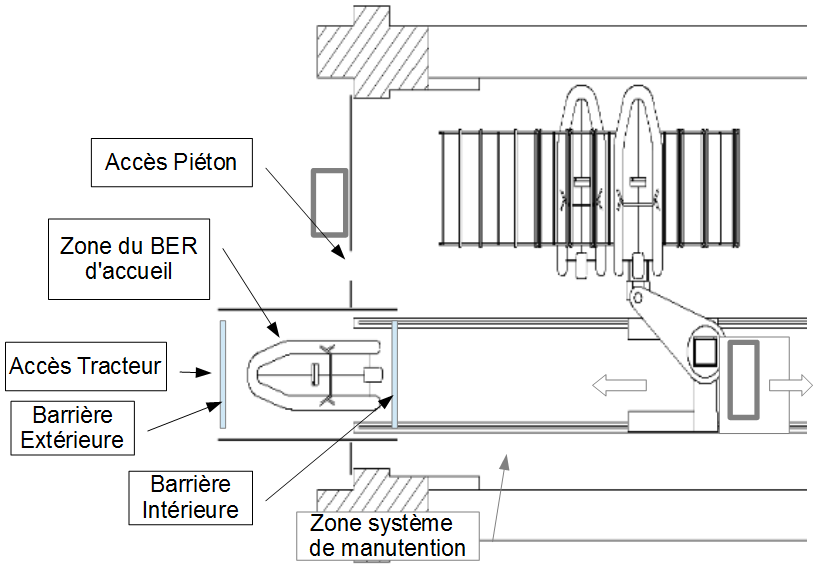 Accès Piéton
Zone du BER
d'accueil
Accès Tracteur
Barrière
Extérieure
Barrière
Intérieure
Zone système
de manutention